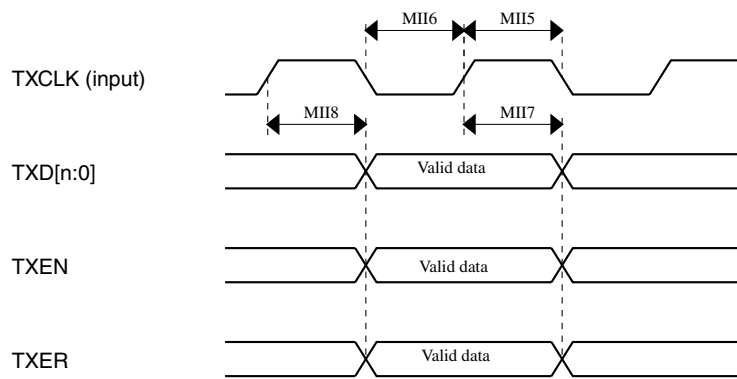 MII6 MII5
TXCLK (input)
MII8 MII7
TXD[n:0] Valid data
TXEN Valid data
TXER Valid data